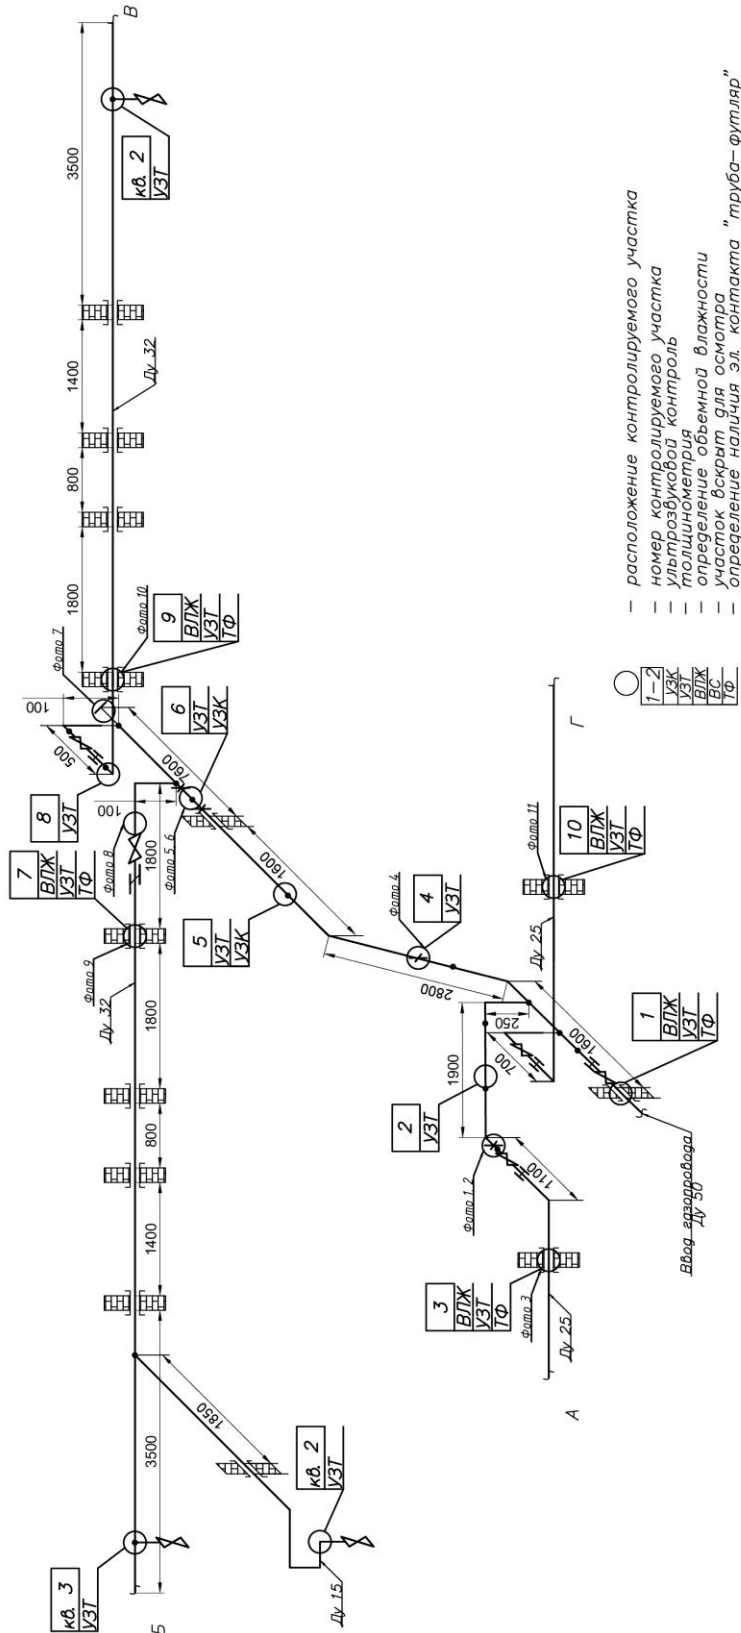 Б
кв. 3
УЗТ
3500
1400
800
1800
1800
100
Ду 32
Фото 9
7
ВЛЖ
УЗТ
ТФ
Фото 8
8
УЗТ
500
100
Фото 7
1800
800
1400
3500
В
кв. 2
УЗТ
Ду 32
Фото 10
9
ВЛЖ
УЗТ
ТФ
1850
кв. 2
УЗТ
Ду 15
6
УЗТ
УЗК
Фото 5, 6
7600
1600
5
УЗТ
УЗК
Фото 4
4
УЗТ
2800
1900
250
700
1600
2
УЗТ
Фото 1, 2
1100
3
ВЛЖ
УЗТ
ТФ
Фото 3
Ду 25
А
1
ВЛЖ
УЗТ
ТФ
Ввод газопровода
Ду 50
Ду 25
Фото 11
10
ВЛЖ
УЗТ
ТФ
Г
– расположение контролируемого участка
1–2 – номер контролируемого участка
УЗК – ультрозвуковой контроль
УЗТ – толщинометрия
ВЛЖ – определение объемной влажности
ВС – участок вскрыт для осмотра
ТФ – определение наличия эл. контакта "труба–футляр"